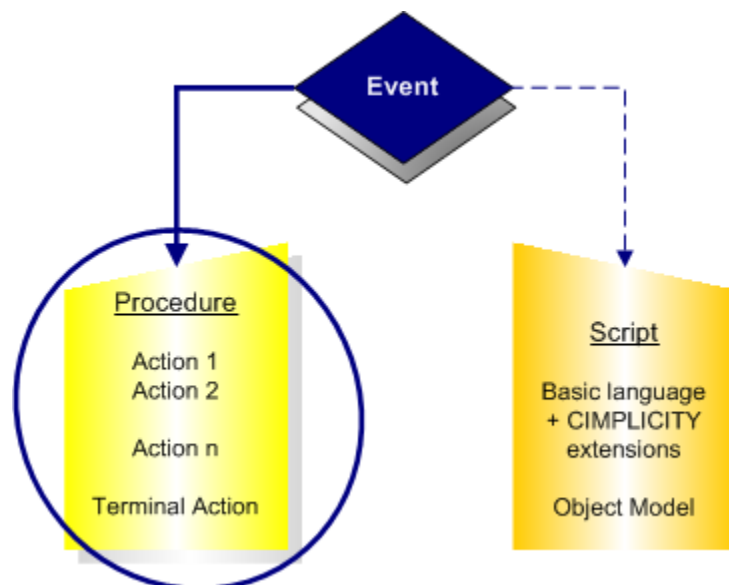 Event
Procedure
Action 1
Action 2
Action n
Terminal Action
Script
Basic language
+ CIMPLICITY
extensions
Object Model